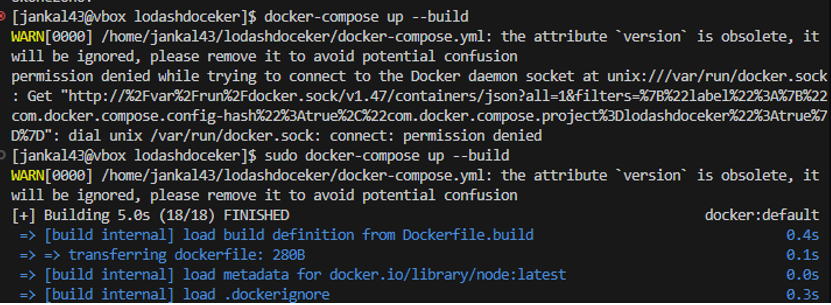 [jankal43@vbox lodashdoceker]$ docker-compose up --build
WARN[0000] /home/jankal43/lodashdoceker/docker-compose.yml: the attribute `version` is obsolete, it
will be ignored, please remove it to avoid potential confusion
permission denied while trying to connect to the Docker daemon socket at unix:///var/run/docker.sock
: Get "http://%2Fvar%2Frun%2Fdocker.sock/v1.47/containers/json?all=1&filters=%7B%22label%22%3A%7B%22
com.docker.compose.config-hash%22%3Atrue%2C%22com.docker.compose.project%3Dlodashdoceker%22%3Atrue%7
D%7D": dial unix /var/run/docker.sock: connect: permission denied
[jankal43@vbox lodashdoceker]$ sudo docker-compose up --build
WARN[0000] /home/jankal43/lodashdoceker/docker-compose.yml: the attribute `version` is obsolete, it
will be ignored, please remove it to avoid potential confusion
[+] Building 5.0s (18/18) FINISHED docker:default
=> [build internal] load build definition from Dockerfile.build 0.4s
=> => transferring dockerfile: 280B 0.1s
=> [build internal] load metadata for docker.io/library/node:latest 0.0s
=> [build internal] load .dockerignore 0.3s